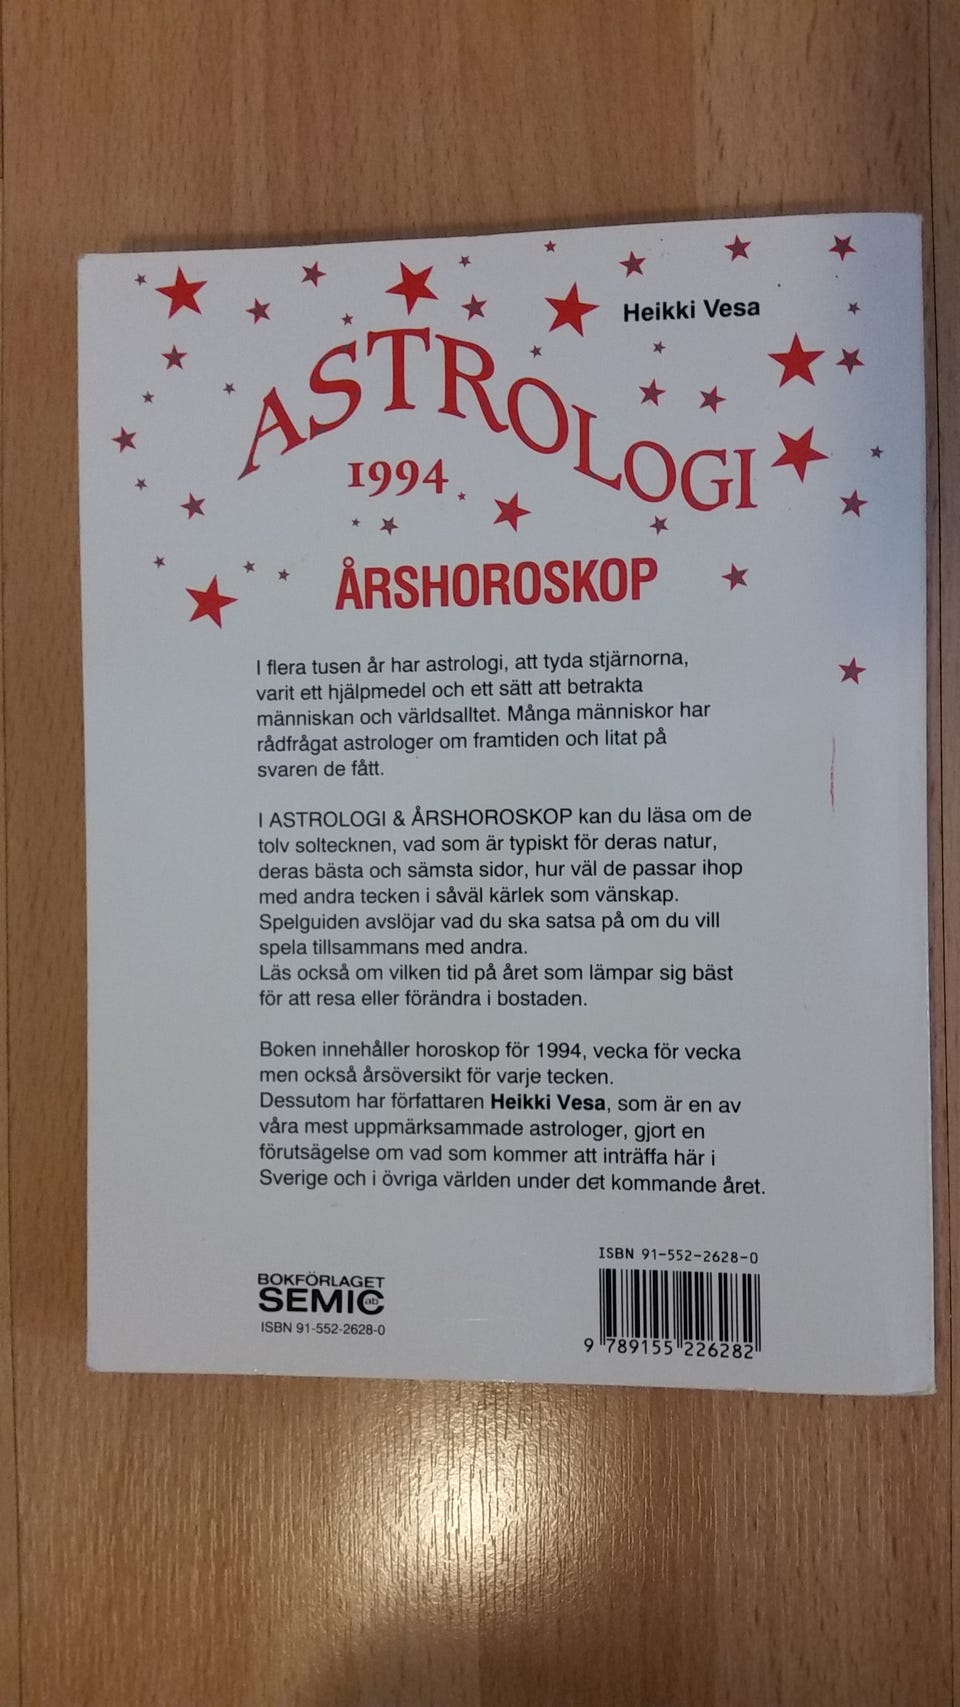 Heikki Vesa
ASTROLOGI
1994
ÅRSHOROSKOP
I flera tusen år har astrologi, att tyda stjärnorna,
varit ett hjälpmedel och ett sätt att betrakta
människan och världsalltet. Många människor har
rådfrågat astrologer om framtiden och litat på
svaren de fått.
I ASTROLOGI & ÅRSHOROSKOP kan du läsa om de
tolv soltecknen, vad som är typiskt för deras natur,
deras bästa och sämsta sidor, hur väl de passar ihop
med andra tecken i såväl kärlek som vänskap.
Spelguiden avslöjar vad du ska satsa på om du vill
spela tillsammans med andra.
Läs också om vilken tid på året som lämpar sig bäst
för att resa eller förändra i bostaden.
Boken innehåller horoskop för 1994, vecka för vecka
men också årsöversikt för varje tecken.
Dessutom har författaren Heikki Vesa, som är en av
våra mest uppmärksammade astrologer, gjort en
förutsägelse om vad som kommer att inträffa här i
Sverige och i övriga världen under det kommande året.
BOKFÖRLAGET
SEMIC ab
ISBN 91-552-2628-0
ISBN 91-552-2628-0
9 789155 226282